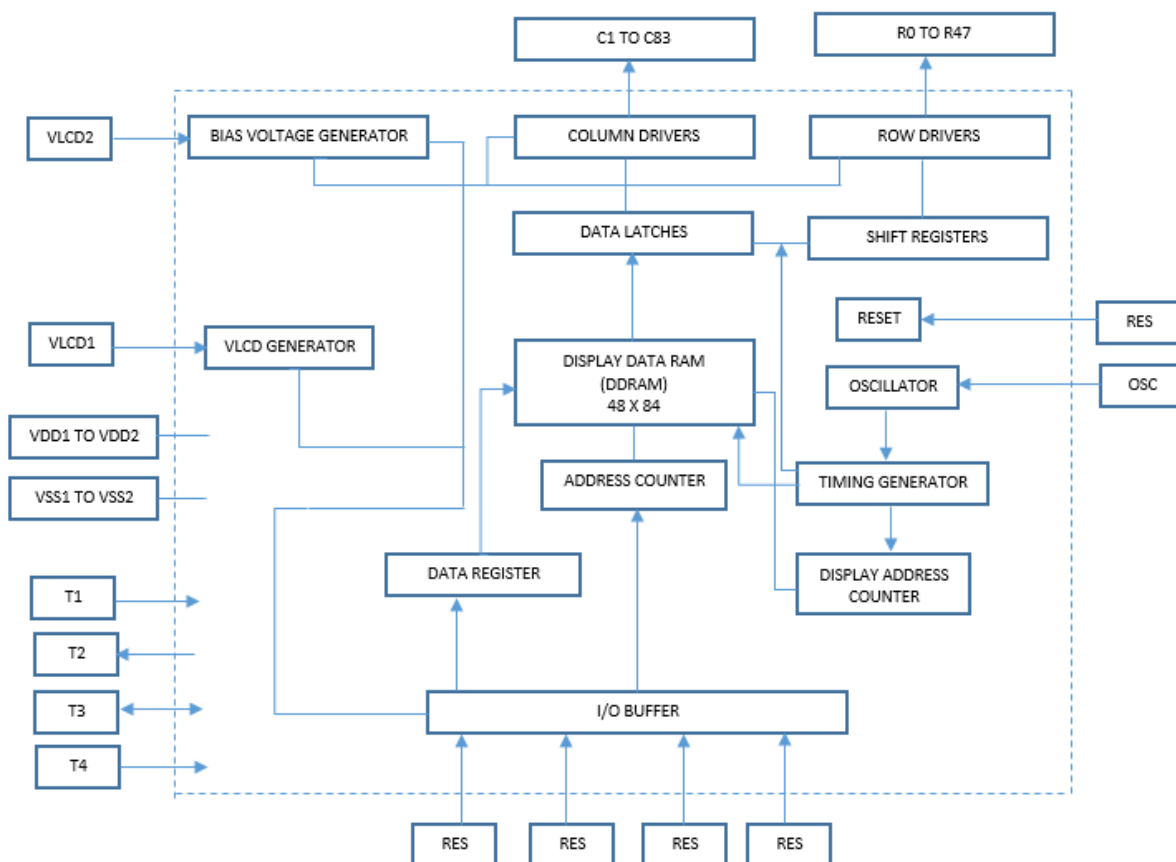 C1 TO C83
R0 TO R47
VLCD2
BIAS VOLTAGE GENERATOR
COLUMN DRIVERS
ROW DRIVERS
DATA LATCHES
SHIFT REGISTERS
RESET
RES
VLCD1
VLCD GENERATOR
DISPLAY DATA RAM
(DDRAM)
48 X 84
OSCILLATOR
OSC
VDD1 TO VDD2
VSS1 TO VSS2
ADDRESS COUNTER
TIMING GENERATOR
DATA REGISTER
DISPLAY ADDRESS
COUNTER
T1
T2
T3
T4
I/O BUFFER
RES
RES
RES
RES